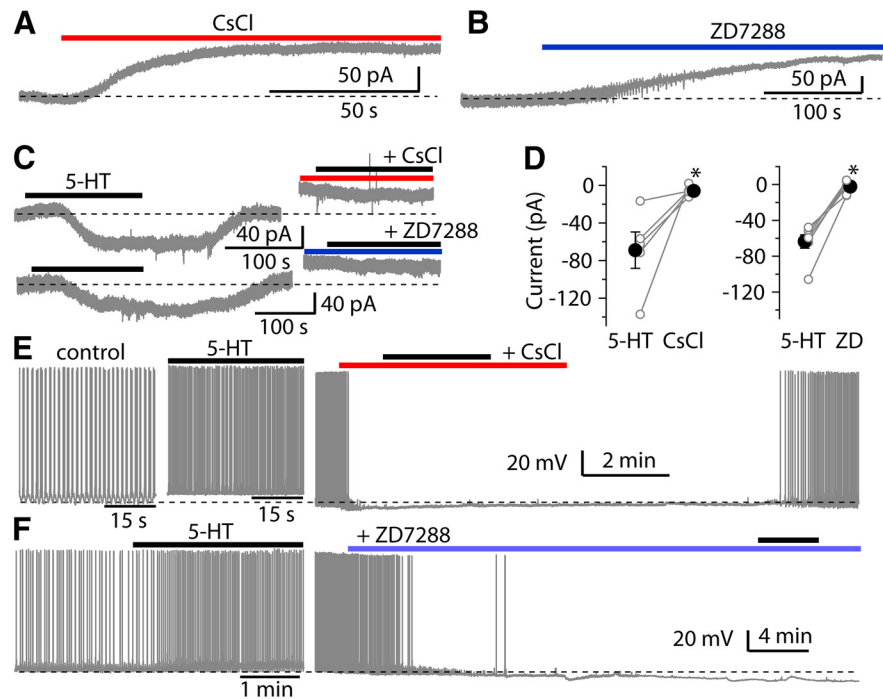 A
CsCl
50 pA
50 s
B
ZD7288
50 pA
100 s
C
5-HT
+ CsCl
40 pA
100 s
+ ZD7288
40 pA
100 s
D
Current (pA)
0
-40
-80
-120
5-HT CsCl
*
0
-40
-80
-120
5-HT ZD
*
E
control
15 s
5-HT
15 s
+ CsCl
20 mV
2 min
F
5-HT
1 min
+ ZD7288
20 mV
4 min